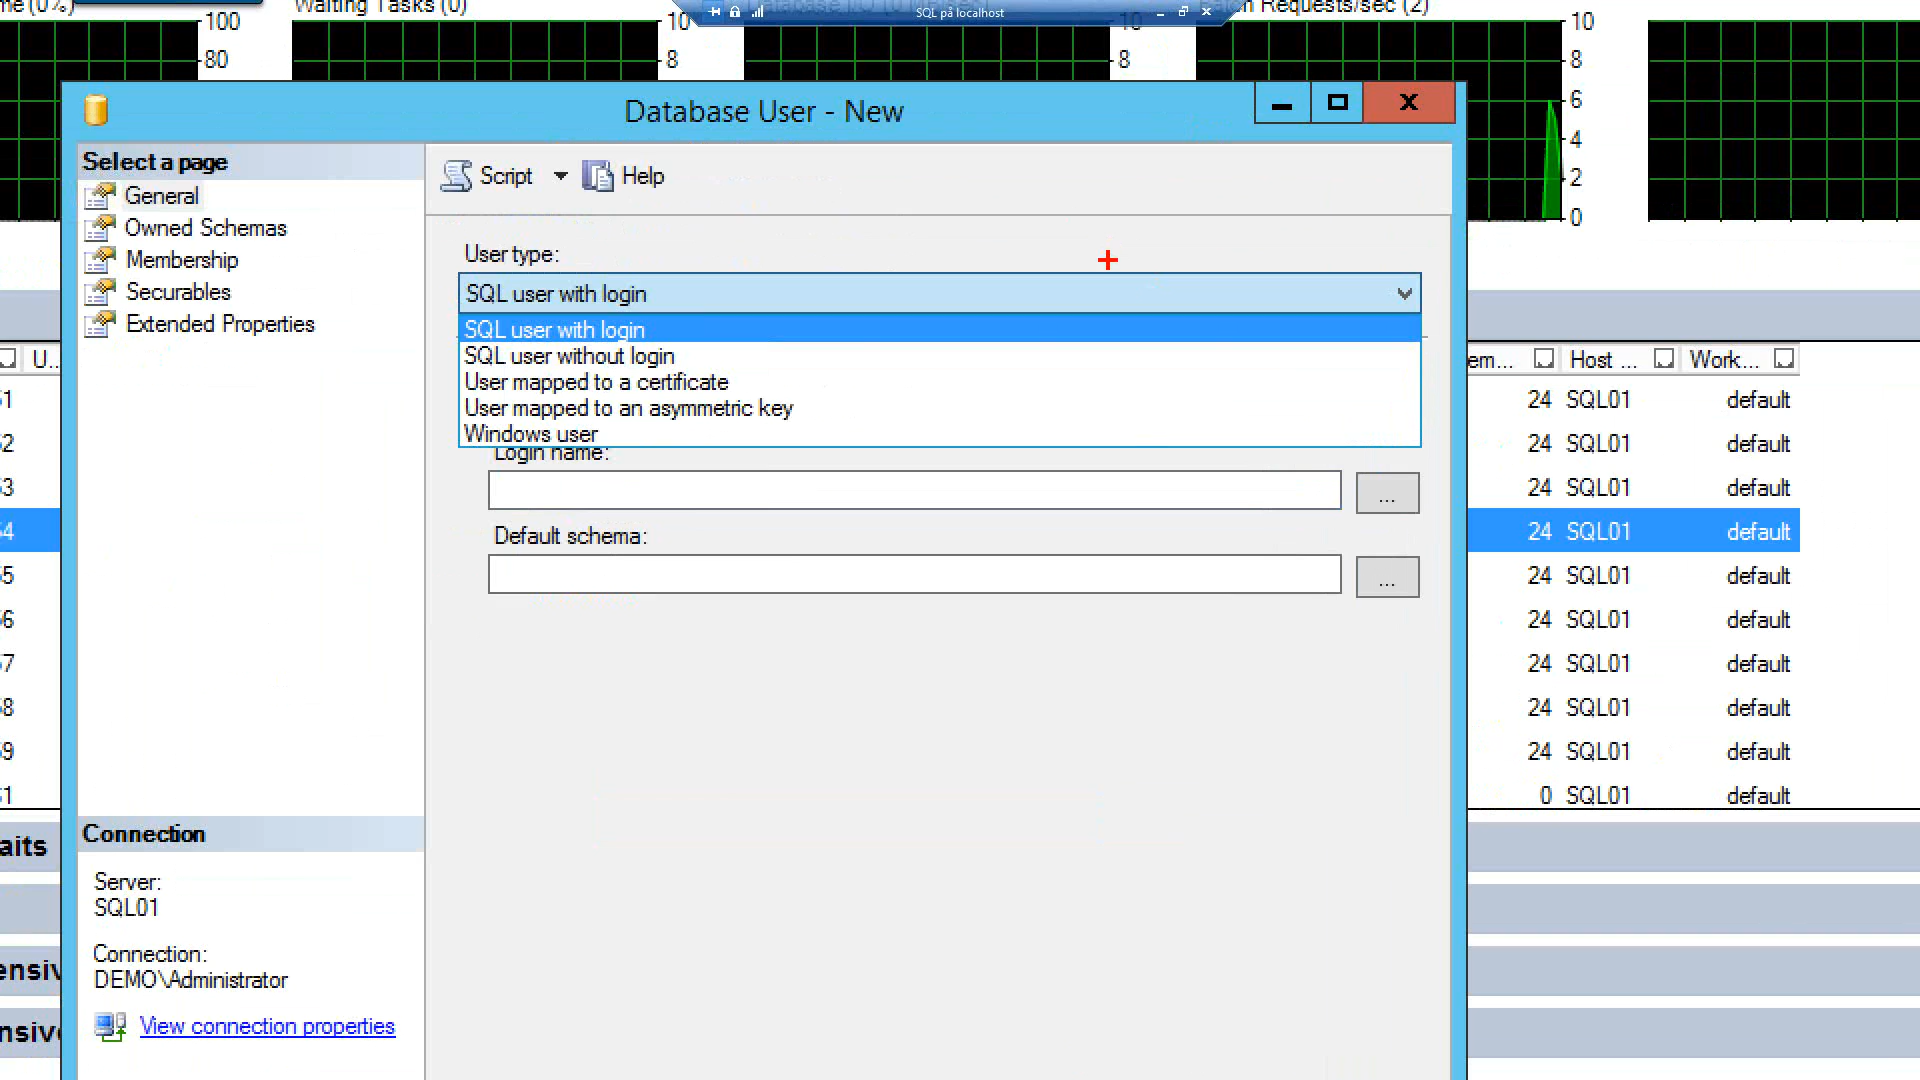 Waiting Tasks (0)
SQL på localhost
Batch Requests/sec (2)
100
80
10
8
10
8
10
8
6
4
2
0
Database User - New
Select a page
General
Owned Schemas
Membership
Securables
Extended Properties
Script
Help
User type:
SQL user with login
SQL user with login
SQL user without login
User mapped to a certificate
User mapped to an asymmetric key
Windows user
Login name:
...
Default schema:
...
Connection
Server:
SQL01
Connection:
DEMO\Administrator
View connection properties
U...
em...
Host ...
Work...
24 SQL01 default
24 SQL01 default
24 SQL01 default
24 SQL01 default
24 SQL01 default
24 SQL01 default
24 SQL01 default
24 SQL01 default
24 SQL01 default
0 SQL01 default
aits
ensiv
nsive